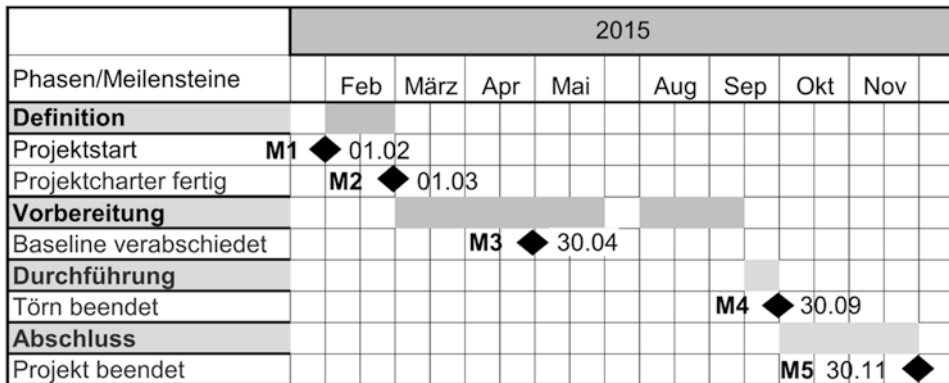 2015
Phasen/Meilensteine Feb März Apr Mai Aug Sep Okt Nov
Definition
Projektstart M1 01.02
Projektcharter fertig M2 01.03
Vorbereitung
Baseline verabschiedet M3 30.04
Durchführung
Törn beendet M4 30.09
Abschluss
Projekt beendet M5 30.11